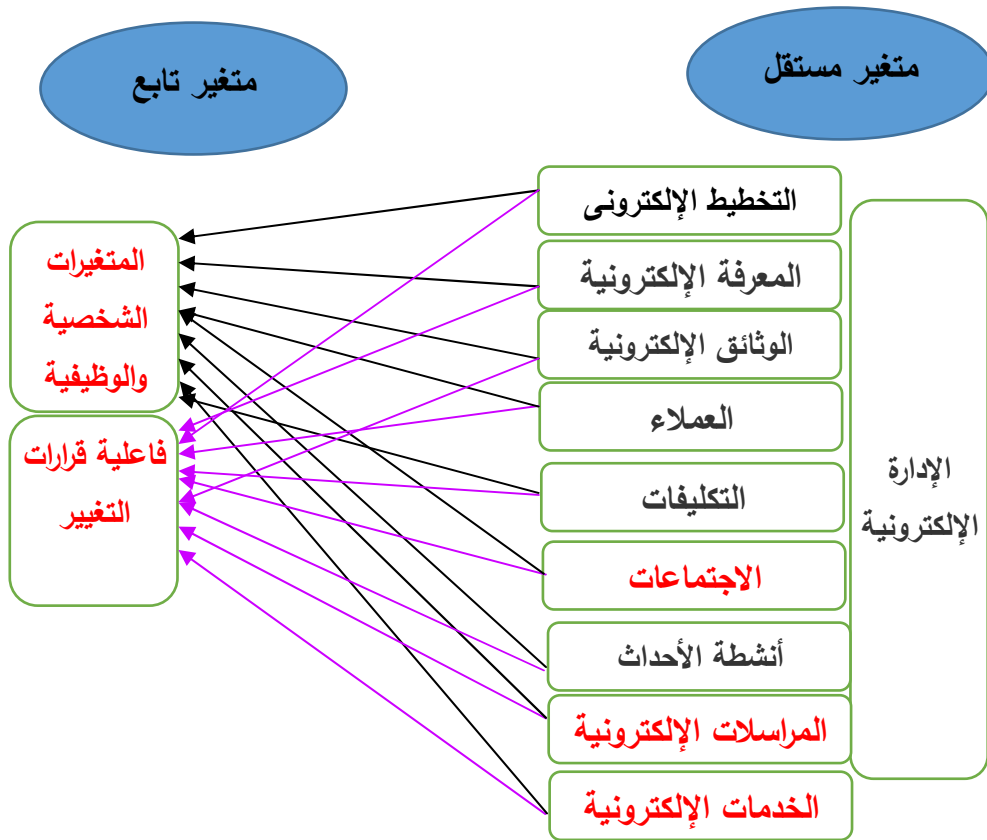 متغير مستقل
متغير تابع
التخطيط الإلكترونى
المعرفة الإلكترونية
الوثائق الإلكترونية
العملاء
التكليفات
الاجتماعات
أنشطة الأحداث
المراسلات الإلكترونية
الخدمات الإلكترونية
الإدارة
الإلكترونية
المتغيرات
الشخصية
والوظيفية
فاعلية قرارات
التغيير